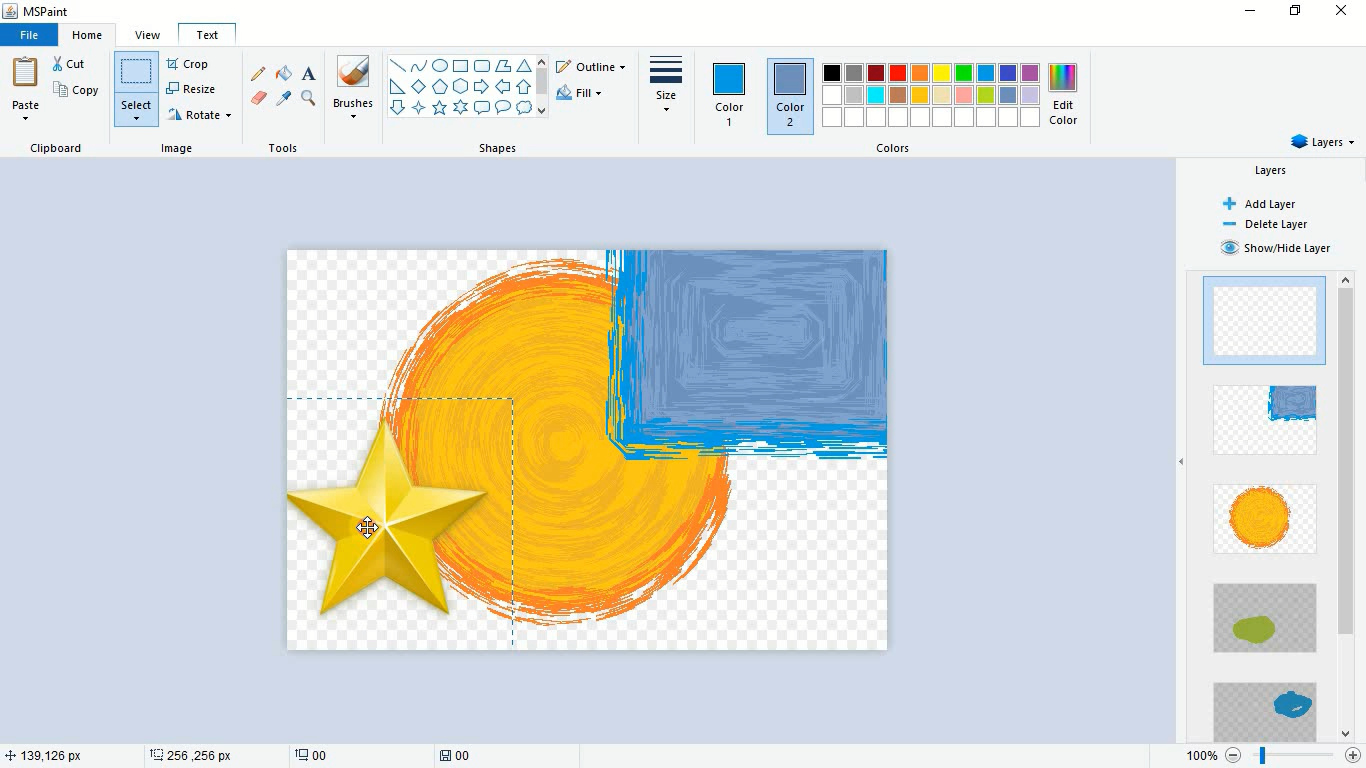 MSPaint
File Home View Text
Paste
Cut
Copy
Clipboard
Select
Crop
Resize
Rotate
Image
A
Tools
Brushes
Outline
Fill
Shapes
Size
Color 1
Color 2
Edit Color
Colors
Layers
Layers
Add Layer
Delete Layer
Show/Hide Layer
139,126 px
256 ,256 px
00
00
100%